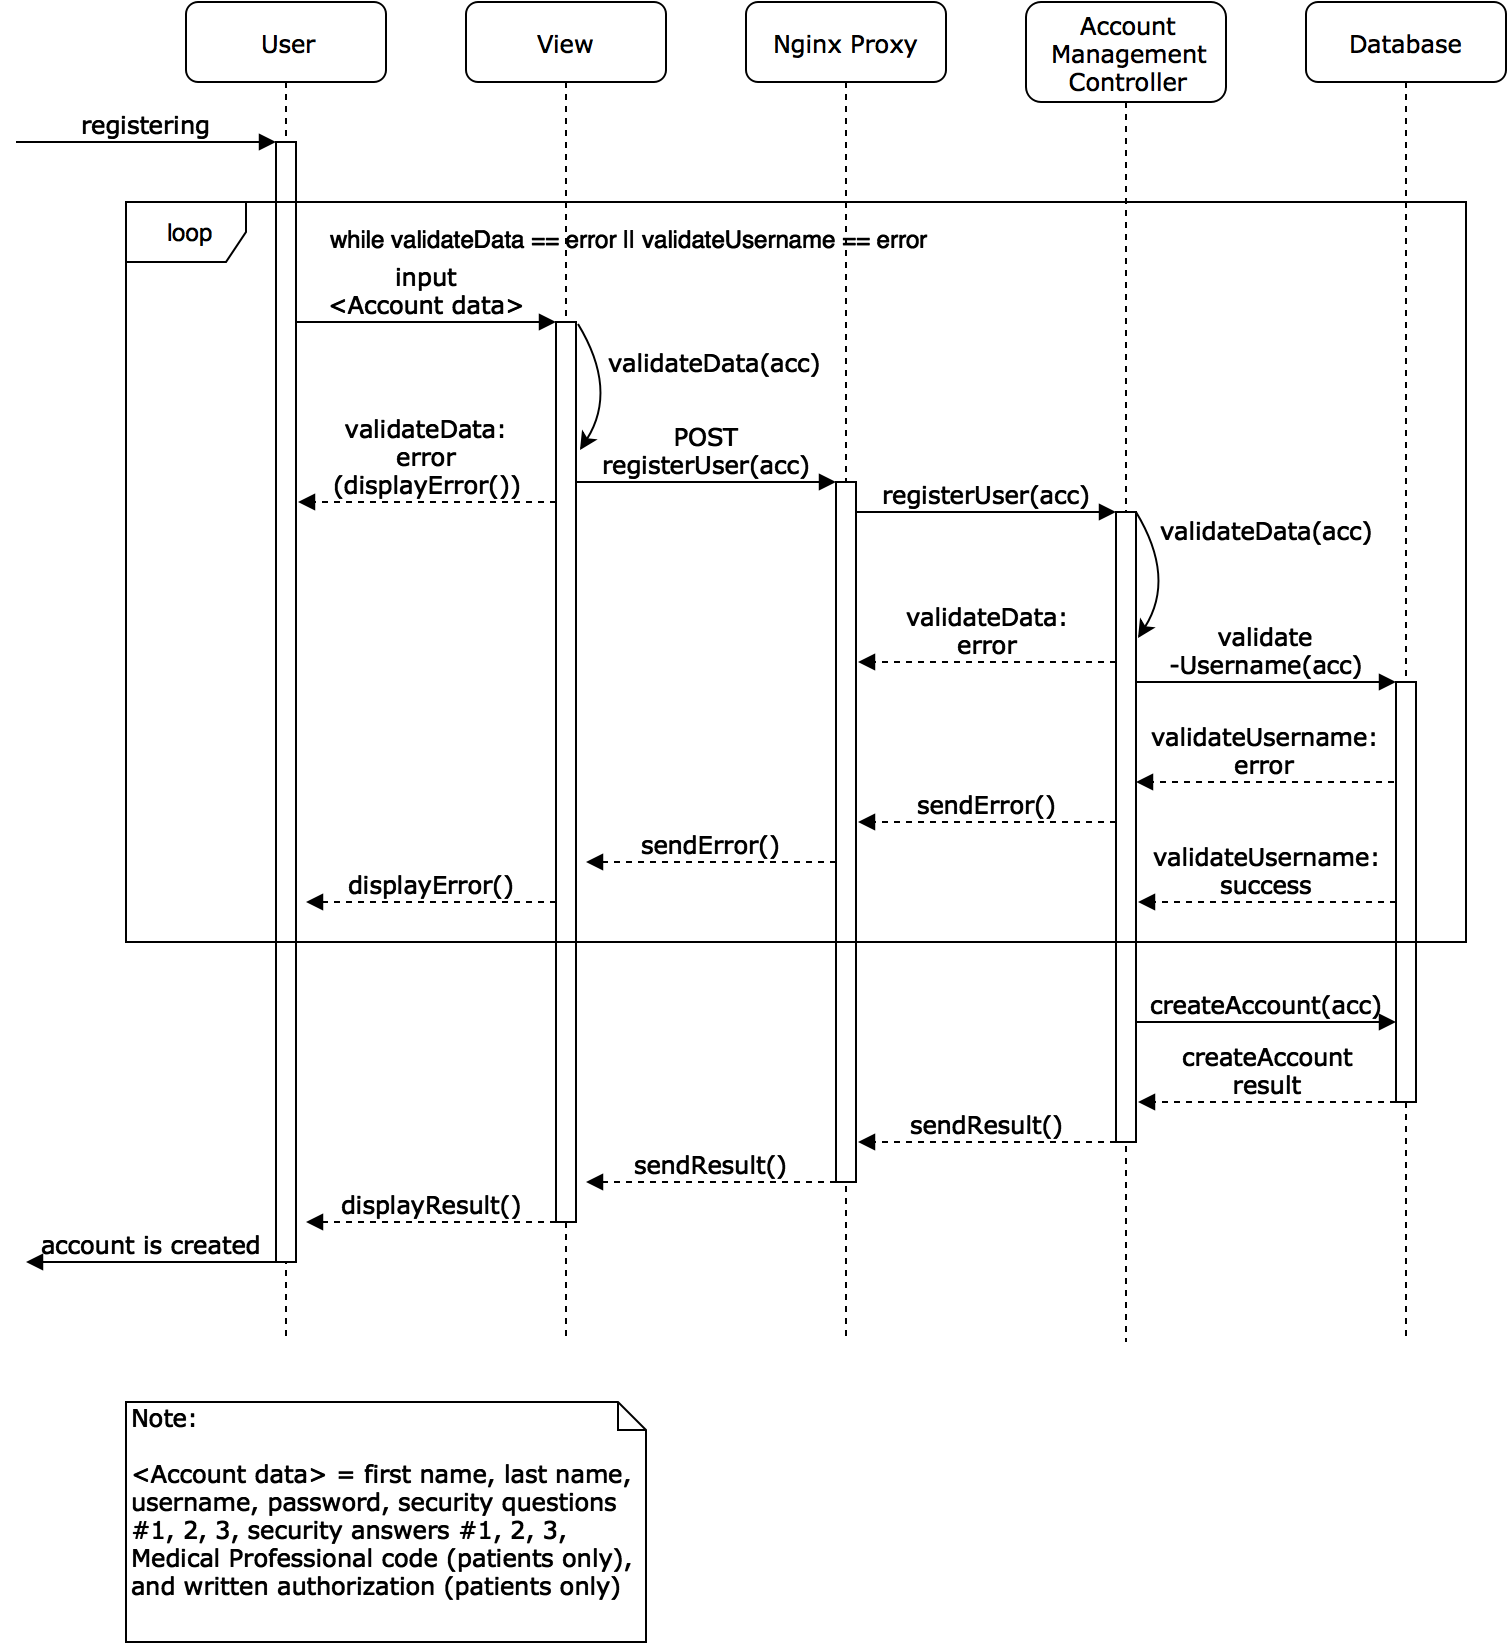 User
View
Nginx Proxy
Account
Management
Controller
Database
registering
loop
while validateData == error || validateUsername == error
input
<Account data>
validateData(acc)
validateData:
error
(displayError())
POST
registerUser(acc)
registerUser(acc)
validateData(acc)
validateData:
error
validate
-Username(acc)
validateUsername:
error
sendError()
sendError()
validateUsername:
success
displayError()
createAccount(acc)
createAccount
result
sendResult()
sendResult()
displayResult()
account is created
Note:
<Account data> = first name, last name,
username, password, security questions
#1, 2, 3, security answers #1, 2, 3,
Medical Professional code (patients only),
and written authorization (patients only)